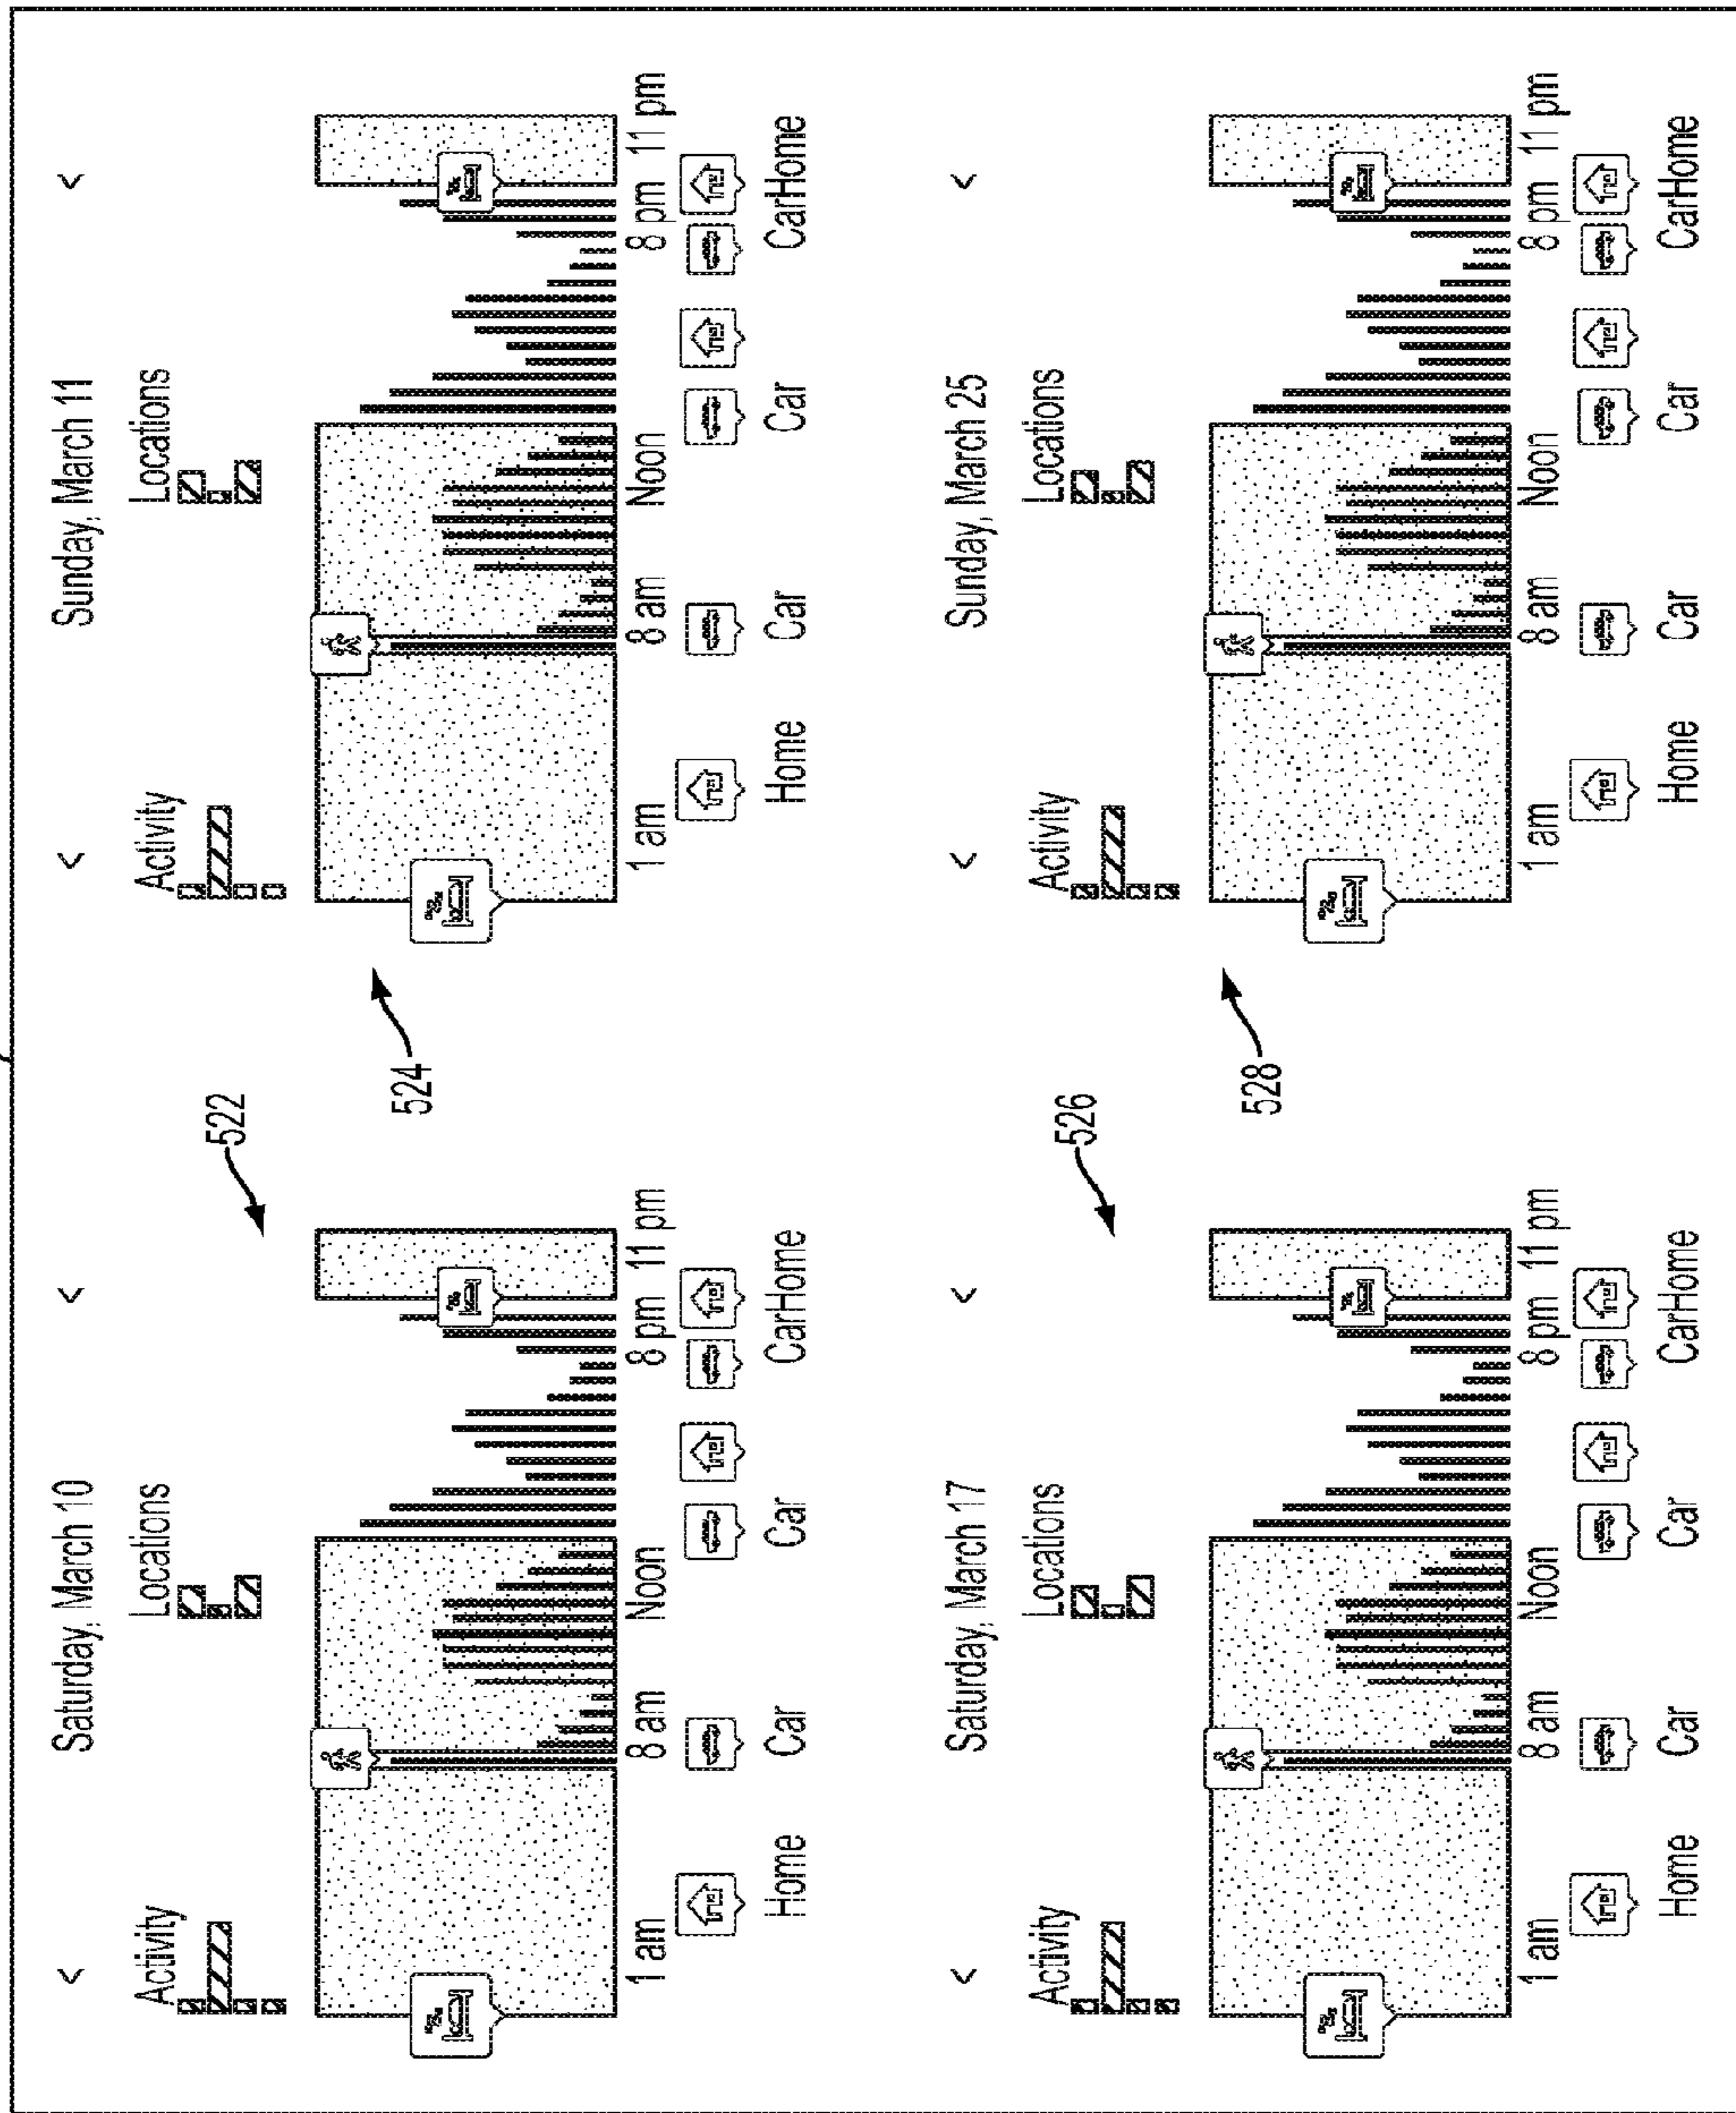 Saturday, March 10
<
<
Activity
Locations
1 am
8 am
Noon
8 pm
11 pm
Home
Car
Car
CarHome
522
Sunday, March 11
<
<
Activity
Locations
1 am
8 am
Noon
8 pm
11 pm
Home
Car
Car
CarHome
524
Saturday, March 17
<
<
Activity
Locations
1 am
8 am
Noon
8 pm
11 pm
Home
Car
Car
CarHome
526
Sunday, March 25
<
<
Activity
Locations
1 am
8 am
Noon
8 pm
11 pm
Home
Car
Car
CarHome
528